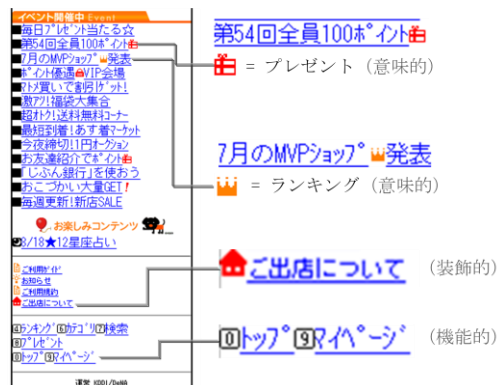 イベント開催中 Event
■毎日プレゼント当たる☆
■第54回全員100ポイント
■7月のMVPショップ発表
■ポイント優遇VIP会場
■マトメ買いで割引ゲット!
■激アツ!福袋大集合
■超オトク!送料無料コーナー
■最短到着!あす着マーケット
■今夜締切!1円オークション
■お友達紹介でポイント
■「じぶん銀行」を使おう
■おこづかい大量GET!
■毎週更新!新店SALE
お楽しみコンテンツ
8/18★12星座占い
ご利用ガイド
お知らせ
ご利用規約
ご出店について
4ランキング6カテゴリ7検索
8プレゼント
0トップ9マイページ
運営 KDDI/DeNA
第54回全員100ポイント
= プレゼント (意味的)
7月のMVPショップ発表
= ランキング (意味的)
ご出店について (装飾的)
0トップ9マイページ (機能的)